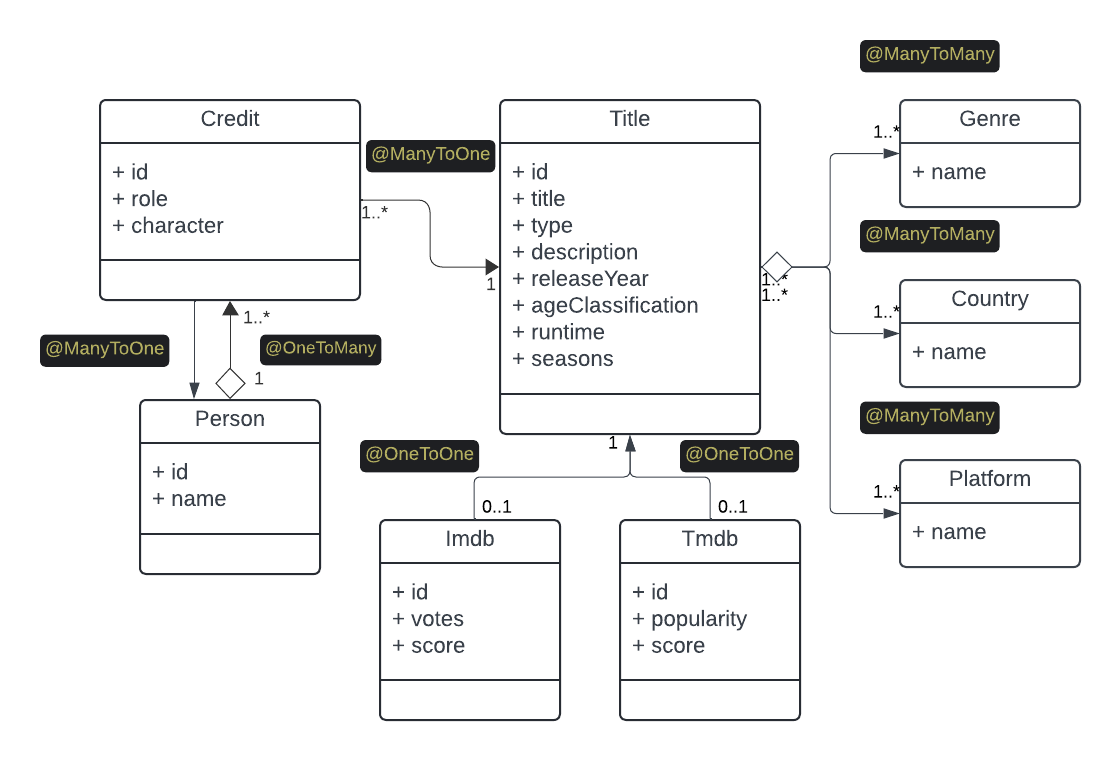 @ManyToMany
Credit
+ id
+ role
+ character
@ManyToOne
1..*
1
Title
+ id
+ title
+ type
+ description
+ releaseYear
+ ageClassification
+ runtime
+ seasons
1..*
1..*
1..*
Genre
+ name
@ManyToMany
1..*
Country
+ name
@ManyToMany
1..*
Platform
+ name
@ManyToOne
1..*
@OneToMany
1
Person
+ id
+ name
1
@OneToOne
@OneToOne
0..1
0..1
Imdb
+ id
+ votes
+ score
Tmdb
+ id
+ popularity
+ score